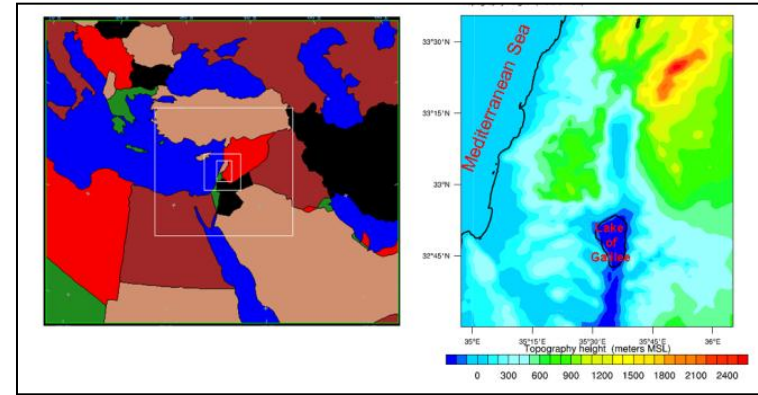 33°30'N
33°15'N
33°N
32°45'N
Mediterranean Sea
Lake
of
Galilee
35°E
35°15'E
35°30'E
35°45'E
36°E
Topography height (meters MSL)
0 300 600 900 1200 1500 1800 2100 2400